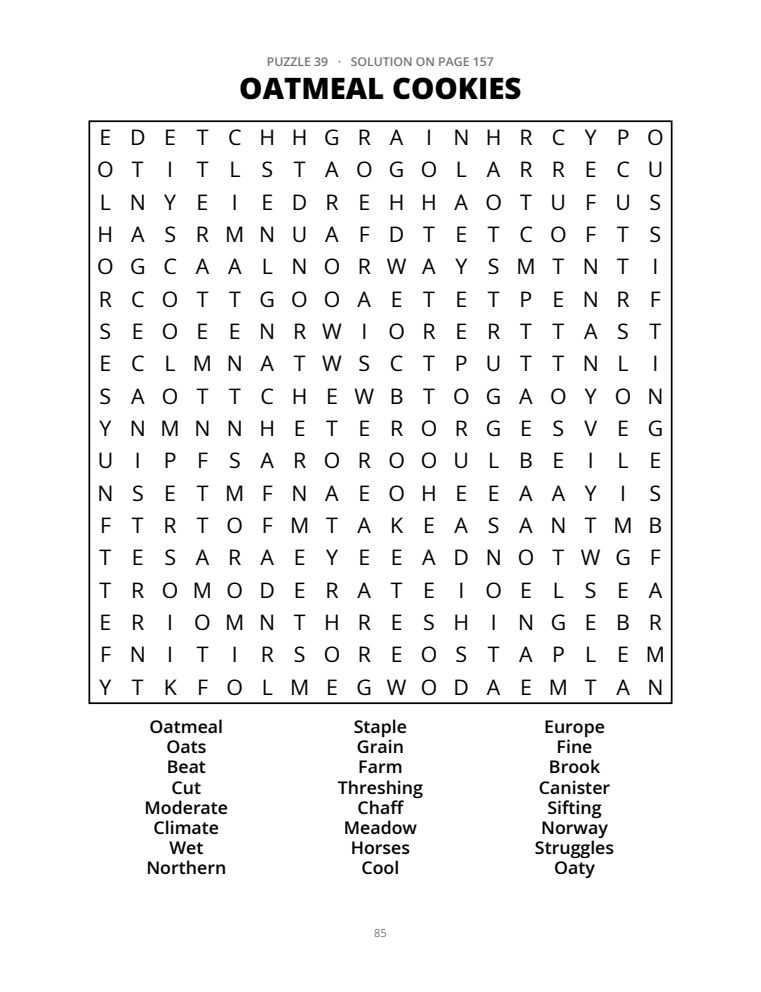 PUZZLE 39 · SOLUTION ON PAGE 157
OATMEAL COOKIES
E D E T C H H G R A I N H R C Y P O
O T I T L S T A O G O L A R R E C U
L N Y E I E D R E H H A O T U F U S
H A S R M N U A F D T E T C O F T S
O G C A A L N O R W A Y S M T N T I
R C O T T G O O A E T E T P E N R F
S E O E E N R W I O R E R T T A S T
E C L M N A T W S C T P U T T N L I
S A O T T C H E W B T O G A O Y O N
Y N M N N H E T E R O R G E S V E G
U I P F S A R O R O O U L B E I L E
N S E T M F N A E O H E E A A Y I S
F T R T O F M T A K E A S A N T M B
T E S A R A E Y E E A D N O T W G F
T R O M O D E R A T E I O E L S E A
E R I O M N T H R E S H I N G E B R
F N I T I R S O R E O S T A P L E M
Y T K F O L M E G W O D A E M T A N
Oatmeal Staple Europe
Oats Grain Fine
Beat Farm Brook
Cut Threshing Canister
Moderate Chaff Sifting
Climate Meadow Norway
Wet Horses Struggles
Northern Cool Oaty
85